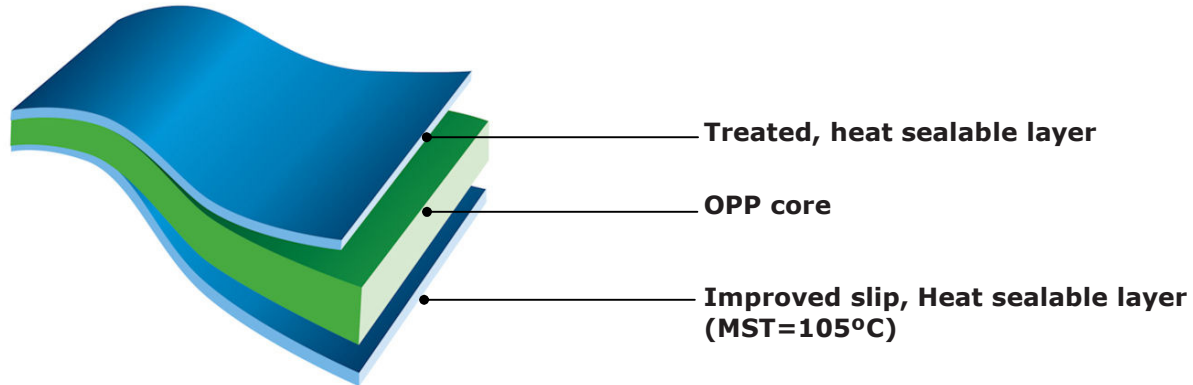 Treated, heat sealable layer
OPP core
Improved slip, Heat sealable layer
(MST=105ºC)